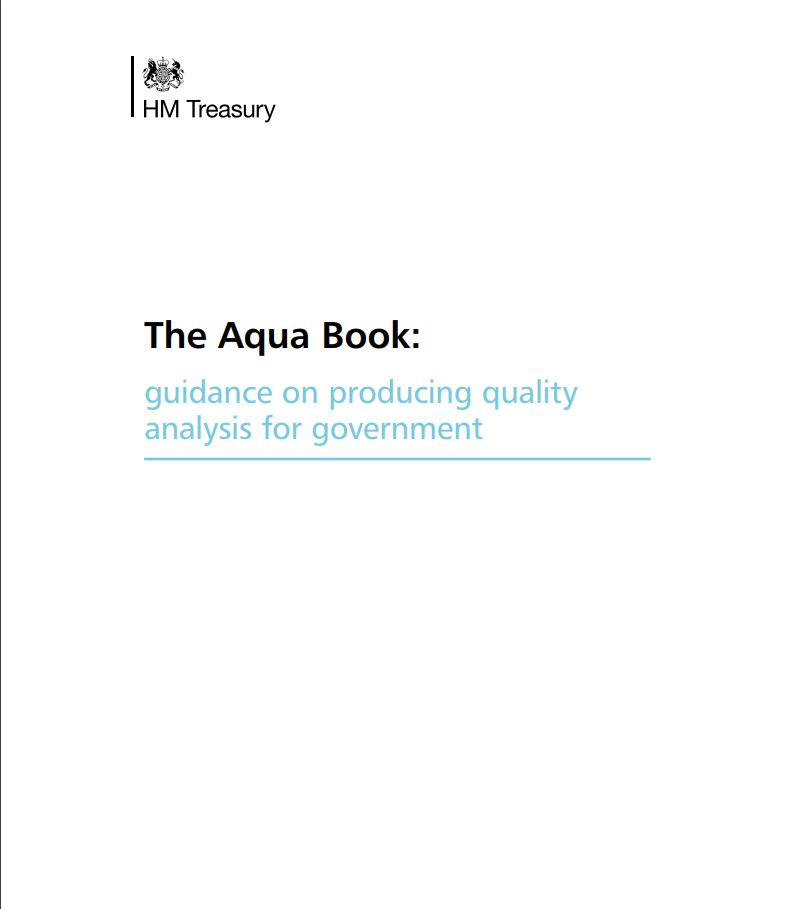 HM Treasury
The Aqua Book:
guidance on producing quality
analysis for government